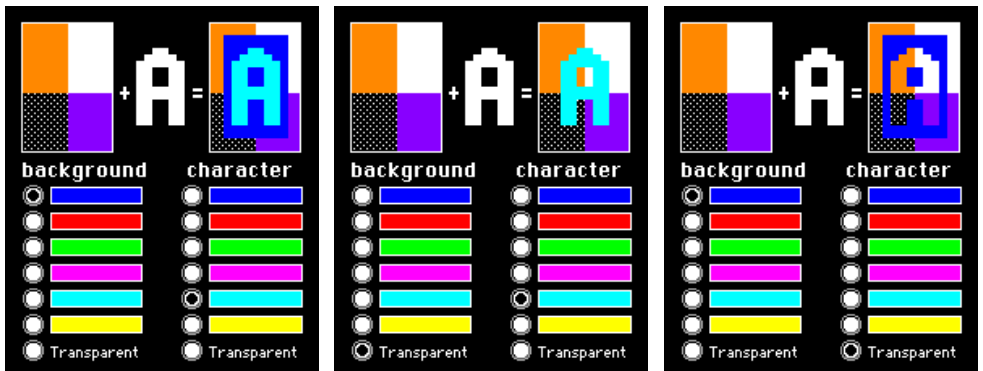 + A =
background character
Transparent Transparent
+ A =
background character
Transparent Transparent
+ A =
background character
Transparent Transparent